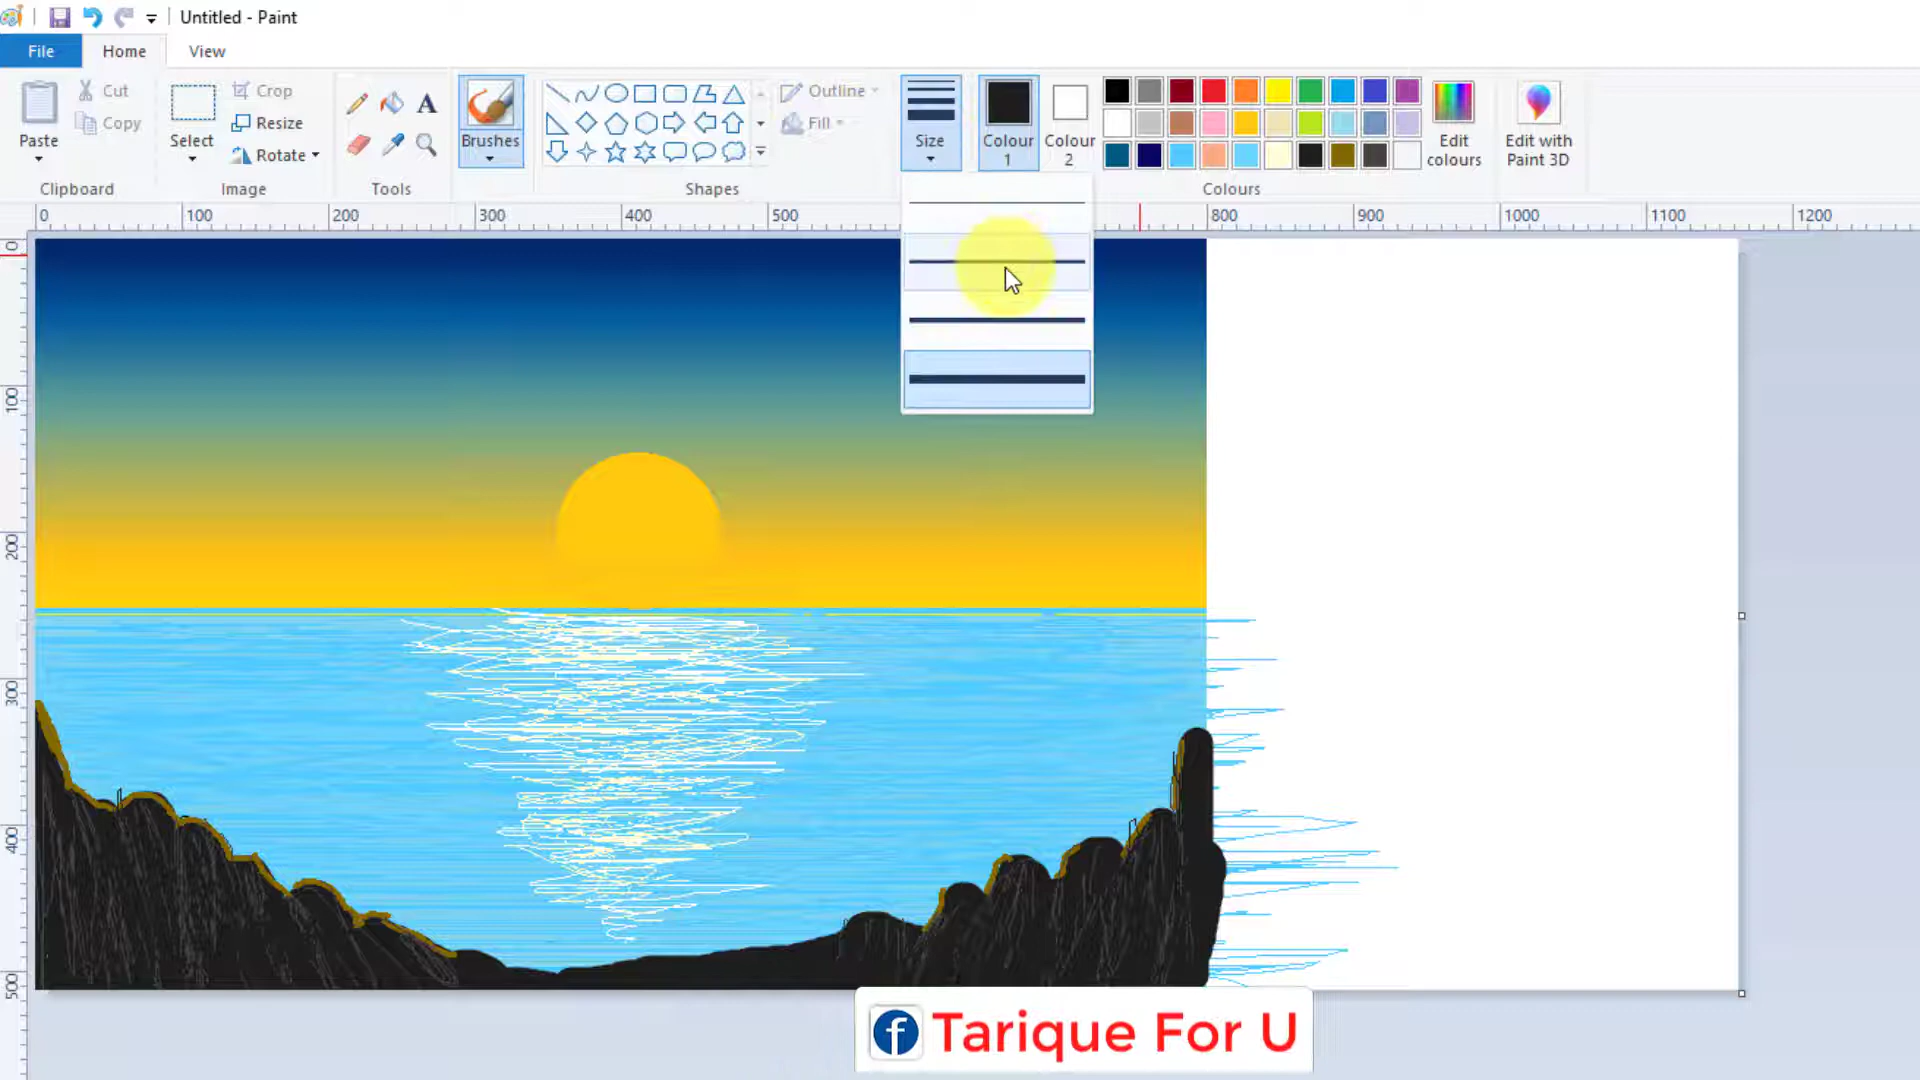 Untitled - Paint
File Home View
Paste Cut Copy Select Crop Resize Rotate A Brushes Outline Fill Size Colour 1 Colour 2 Edit colours Edit with Paint 3D
Clipboard Image Tools Shapes Colours
0 100 200 300 400 500 800 900 1000 1100 1200
0
100
200
300
400
500
f Tarique For U